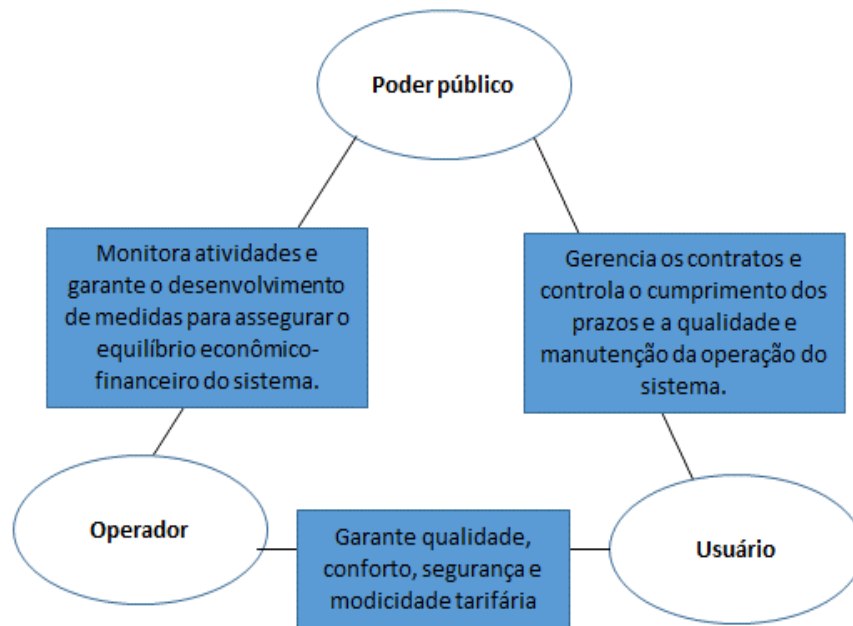 Poder público
Monitora atividades e
garante o desenvolvimento
de medidas para assegurar o
equilíbrio econômico-
financeiro do sistema.
Gerencia os contratos e
controla o cumprimento dos
prazos e a qualidade e
manutenção da operação do
sistema.
Operador
Garante qualidade,
conforto, segurança e
modicidade tarifária
Usuário